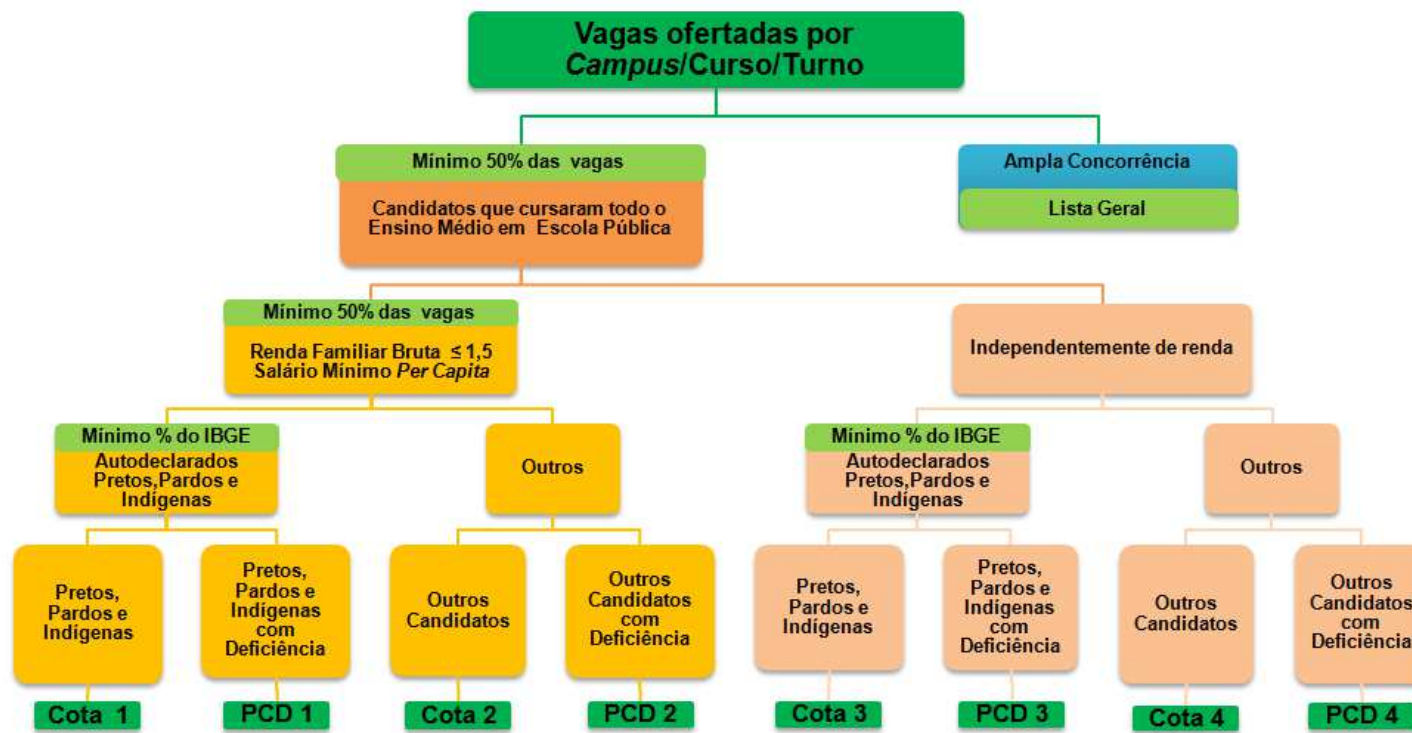 Vagas ofertadas por
Campus/Curso/Turno
Mínimo 50% das vagas
Candidatos que cursaram todo o
Ensino Médio em Escola Pública
Ampla Concorrência
Lista Geral
Mínimo 50% das vagas
Renda Familiar Bruta ≤ 1,5
Salário Mínimo Per Capita
Independentemente de renda
Mínimo % do IBGE
Autodeclarados
Pretos,Pardos e
Indígenas
Outros
Mínimo % do IBGE
Autodeclarados
Pretos,Pardos e
Indígenas
Outros
Pretos,
Pardos e
Indígenas
Pretos,
Pardos e
Indígenas
com
Deficiência
Outros
Candidatos
Outros
Candidatos
com
Deficiência
Pretos,
Pardos e
Indígenas
Pretos,
Pardos e
Indígenas
com
Deficiência
Outros
Candidatos
Outros
Candidatos
com
Deficiência
Cota 1
PCD 1
Cota 2
PCD 2
Cota 3
PCD 3
Cota 4
PCD 4